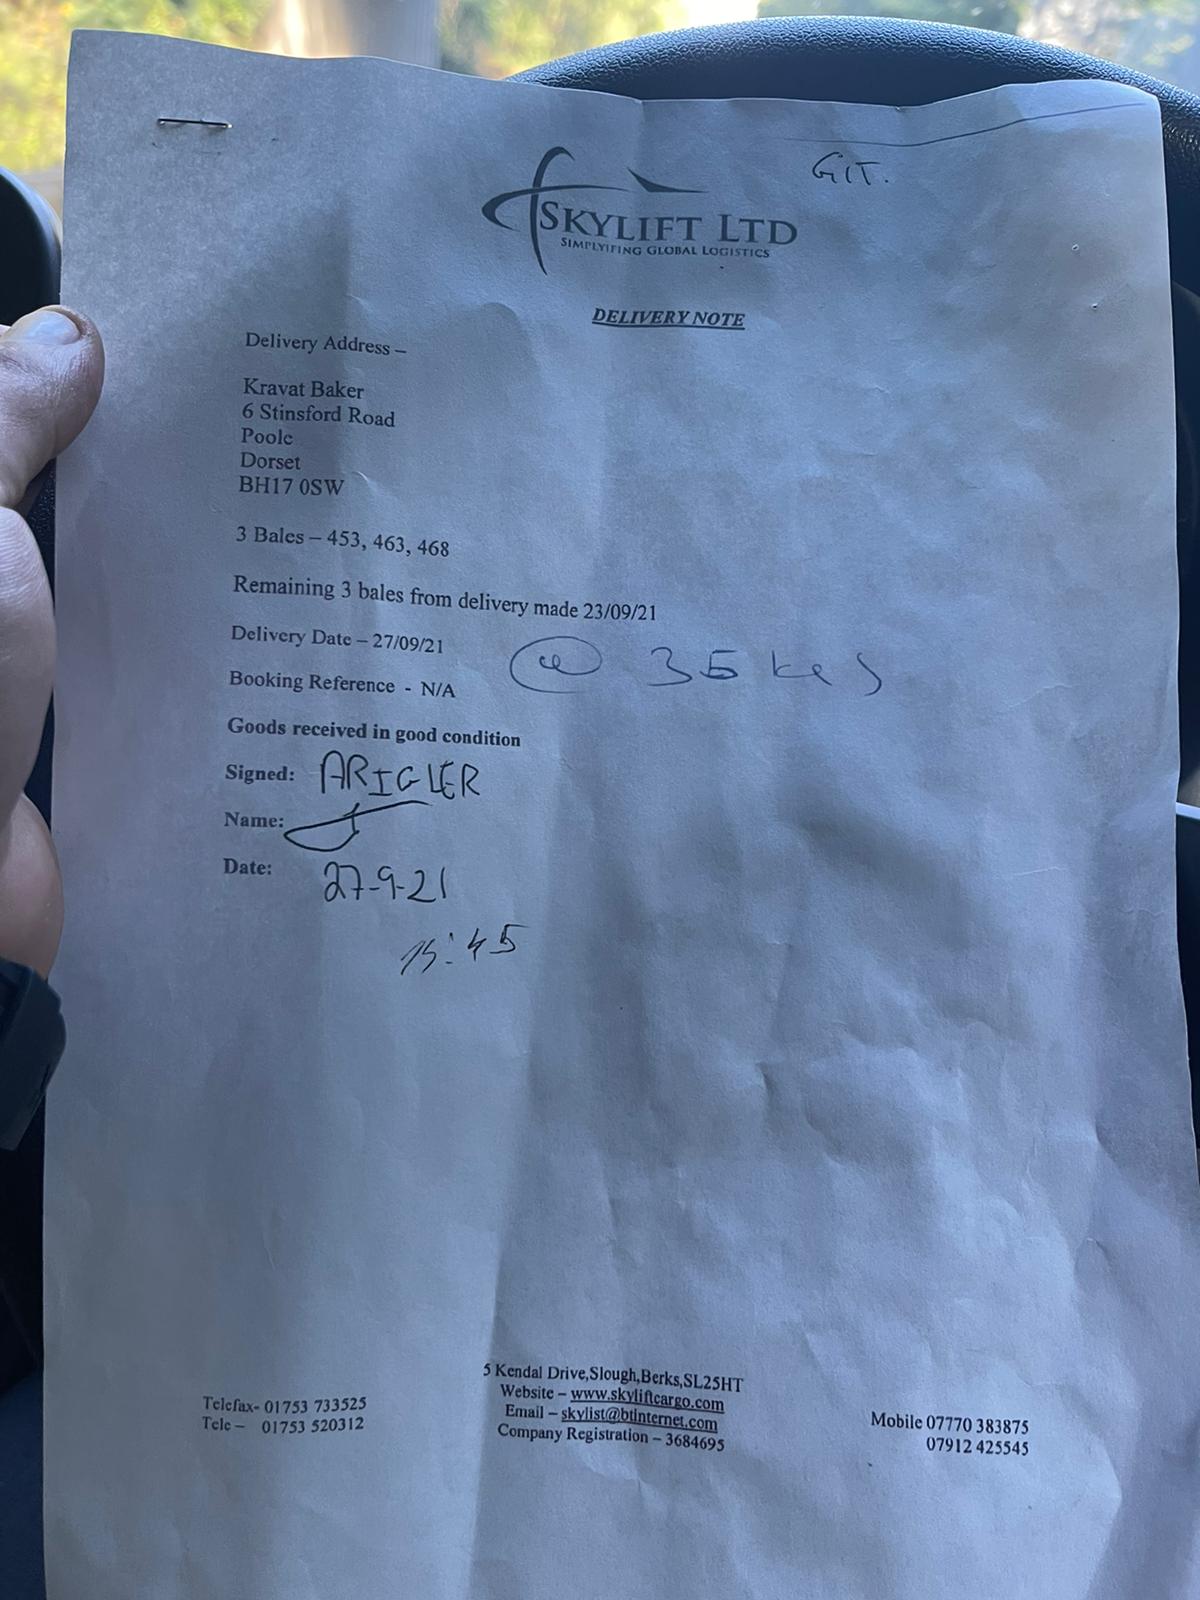 GIT.
SKYLIFT LTD
SIMPLYIFING GLOBAL LOGISTICS
DELIVERY NOTE
Delivery Address –
Kravat Baker
6 Stinsford Road
Poole
Dorset
BH17 0SW
3 Bales – 453, 463, 468
Remaining 3 bales from delivery made 23/09/21
Delivery Date – 27/09/21
@ 35 kgs
Booking Reference - N/A
Goods received in good condition
Signed: ARIGLER
Name:
Date: 27-9-21
15:45
5 Kendal Drive,Slough,Berks,SL25HT
Website – www.skyliftcargo.com
Email – skylist@btinternet.com
Company Registration – 3684695
Telefax- 01753 733525
Tele – 01753 520312
Mobile 07770 383875
07912 425545